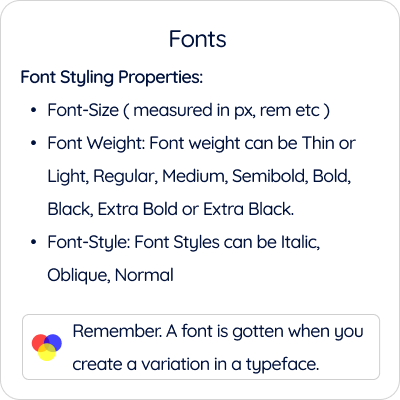 Fonts
Font Styling Properties:
• Font-Size ( measured in px, rem etc )
• Font Weight: Font weight can be Thin or
Light, Regular, Medium, Semibold, Bold,
Black, Extra Bold or Extra Black.
• Font-Style: Font Styles can be Italic,
Oblique, Normal
Remember. A font is gotten when you
create a variation in a typeface.